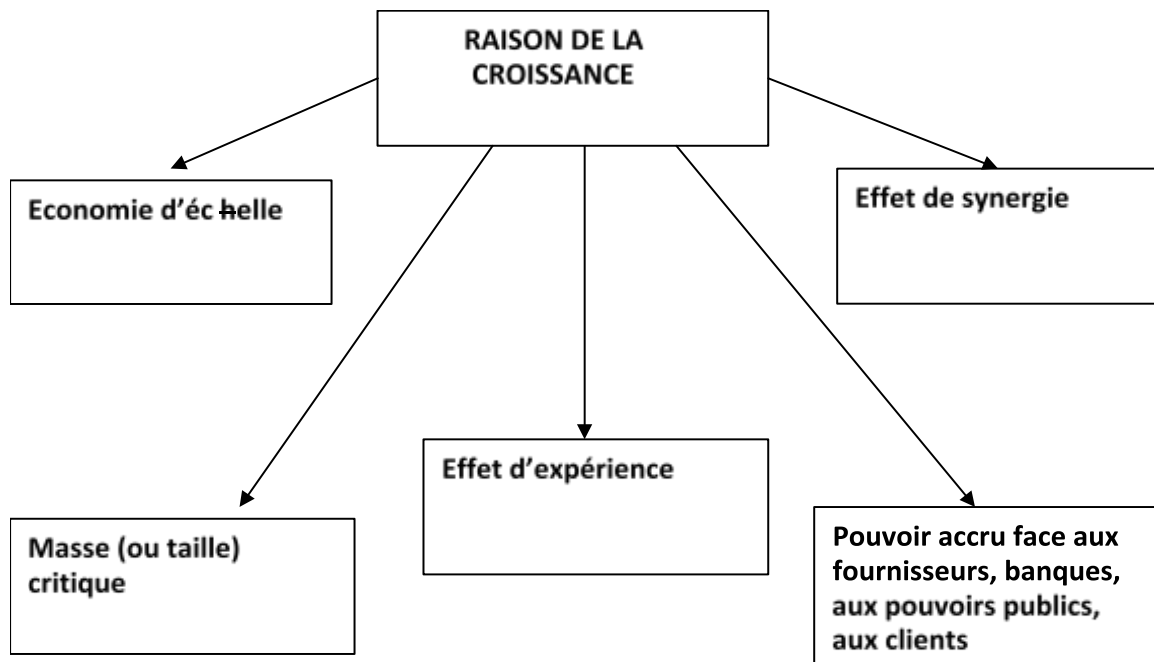 RAISON DE LA
CROISSANCE
Economie d'éc helle
Effet de synergie
Effet d'expérience
Masse (ou taille)
critique
Pouvoir accru face aux
fournisseurs, banques,
aux pouvoirs publics,
aux clients